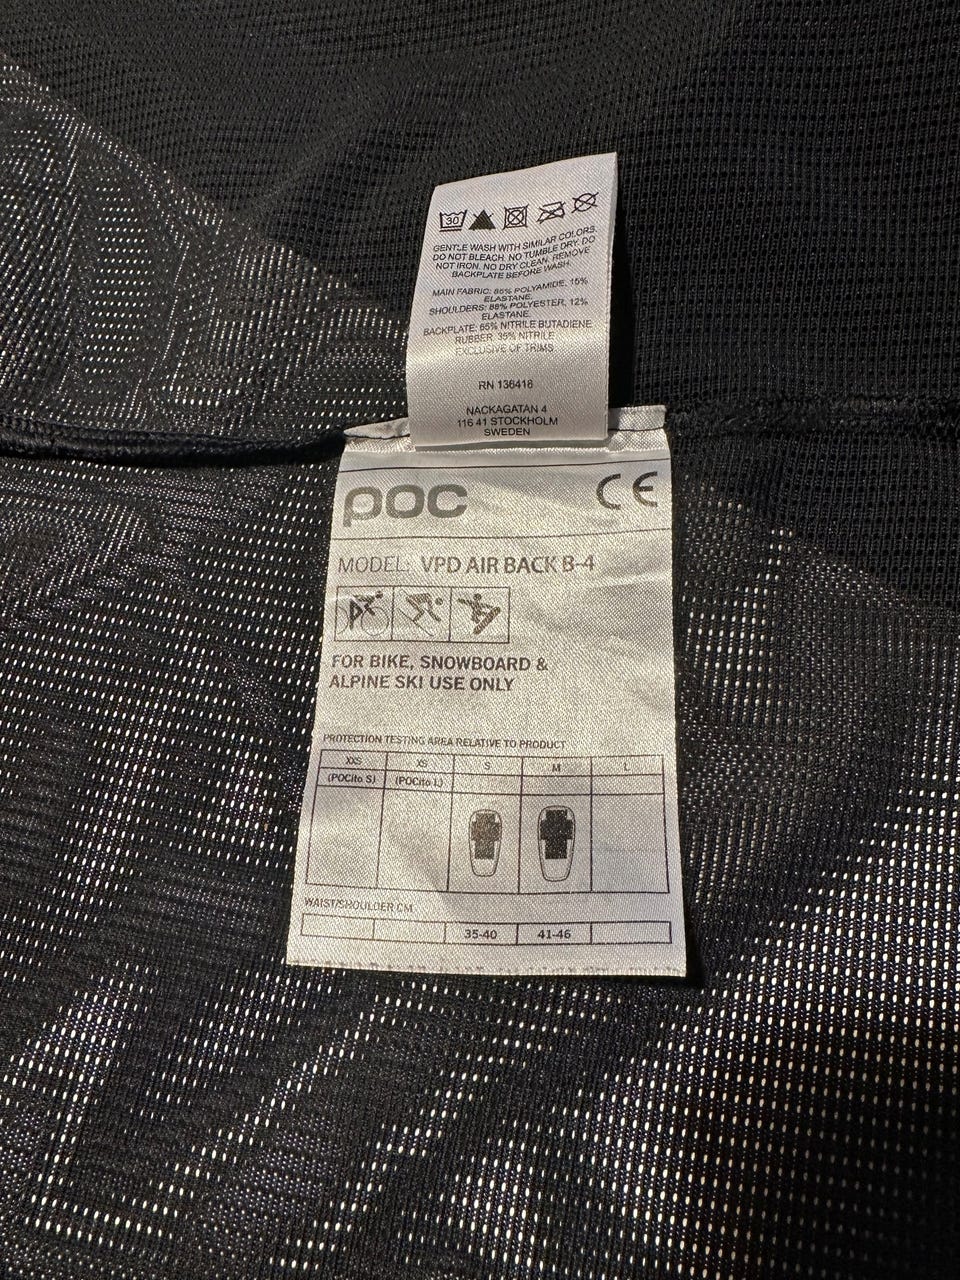 30
GENTLE WASH WITH SIMILAR COLORS.
DO NOT BLEACH. NO TUMBLE DRY. DO
NOT IRON. NO DRY CLEAN. REMOVE
BACKPLATE BEFORE WASH.
MAIN FABRIC: 85% POLYAMIDE, 15%
ELASTANE.
SHOULDERS: 88% POLYESTER, 12%
ELASTANE.
BACKPLATE: 65% NITRILE BUTADIENE
RUBBER. 35% NITRILE
EXCLUSIVE OF TRIMS
RN 136416
NACKAGATAN 4
116 41 STOCKHOLM
SWEDEN
POC CE
MODEL: VPD AIR BACK B-4
FOR BIKE, SNOWBOARD &
ALPINE SKI USE ONLY
PROTECTION TESTING AREA RELATIVE TO PRODUCT
XXS XS S M L
(POCito S) (POCito L)
WAIST/SHOULDER CM
35-40 41-46